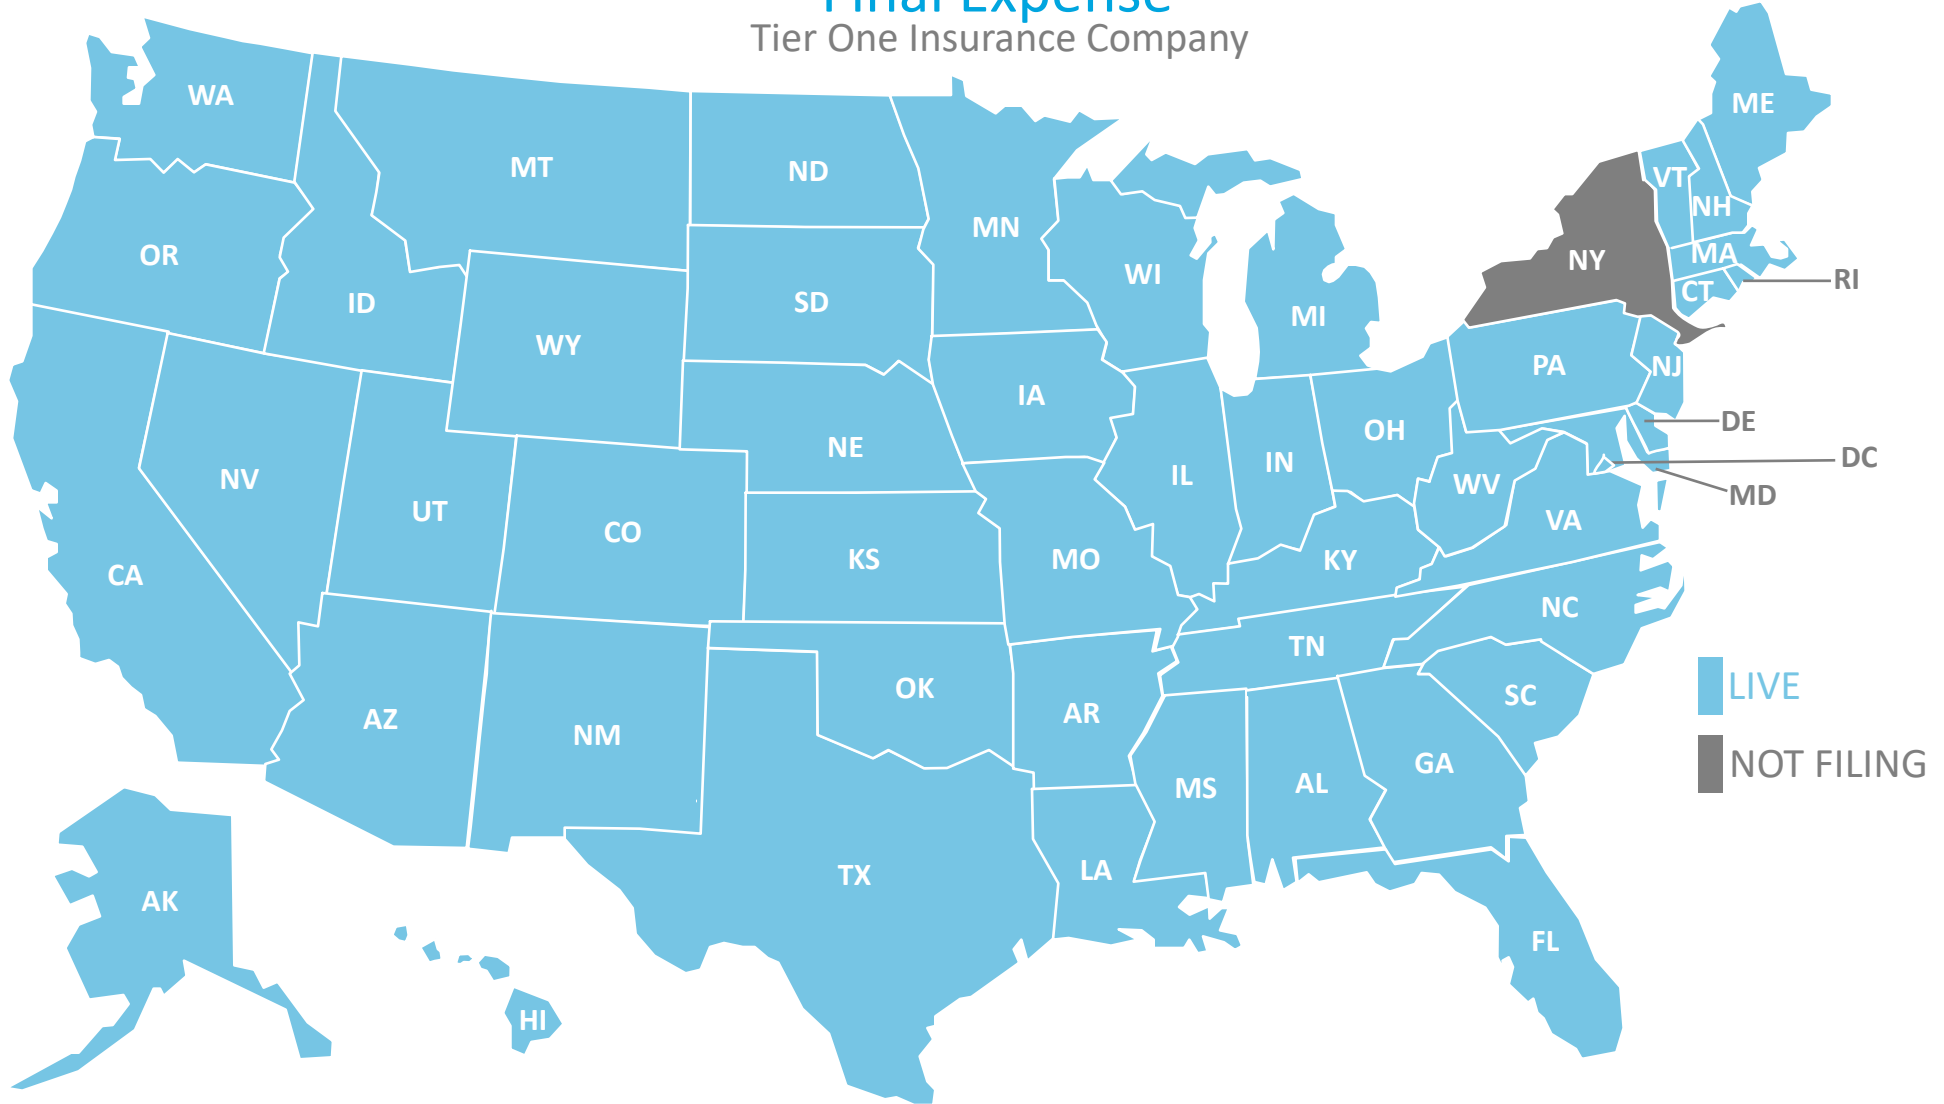 Final Expense
Tier One Insurance Company
WA
MT
ND
MN
ME
VT
NH
OR
ID
SD
WI
NY
MA
RI
CT
WY
MI
PA
NJ
IA
OH
DE
NE
IN
IL
WV
DC
MD
NV
UT
CO
KS
MO
KY
VA
CA
NC
TN
LIVE
OK
AR
SC
AZ
NM
NOT FILING
GA
MS
AL
TX
LA
AK
FL
HI